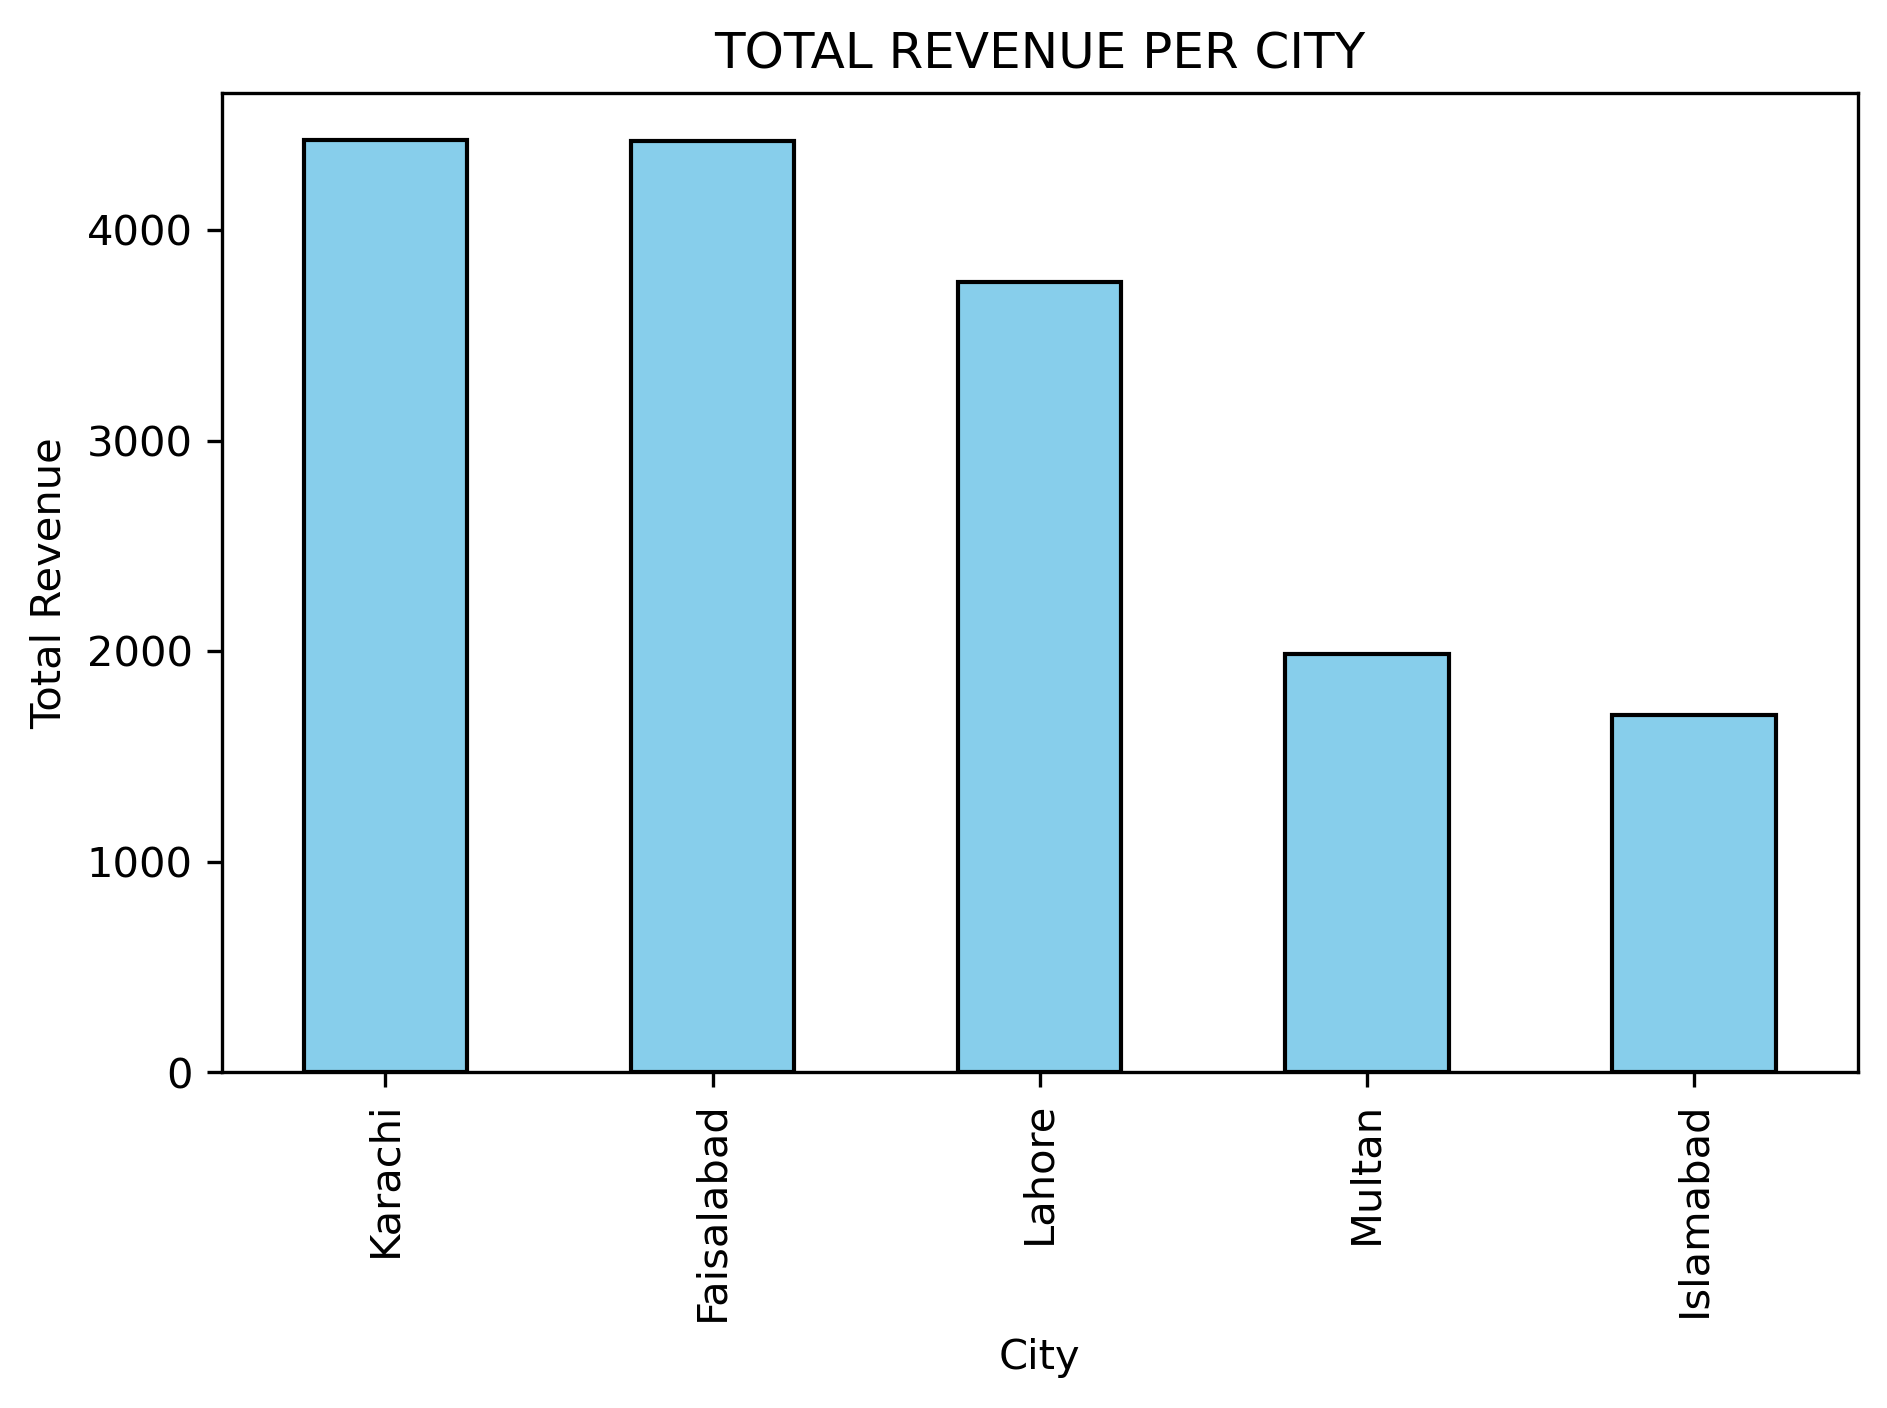 TOTAL REVENUE PER CITY
Total Revenue
4000
3000
2000
1000
0
Karachi
Faisalabad
Lahore
Multan
Islamabad
City